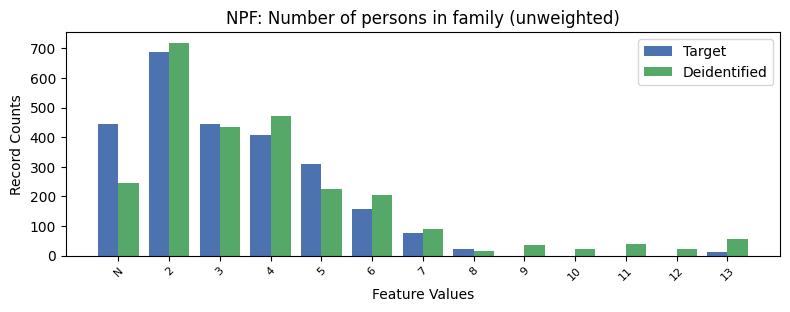 NPF: Number of persons in family (unweighted)
Target
Deidentified
Record Counts
700
600
500
400
300
200
100
0
N 2 3 4 5 6 7 8 9 10 11 12 13
Feature Values